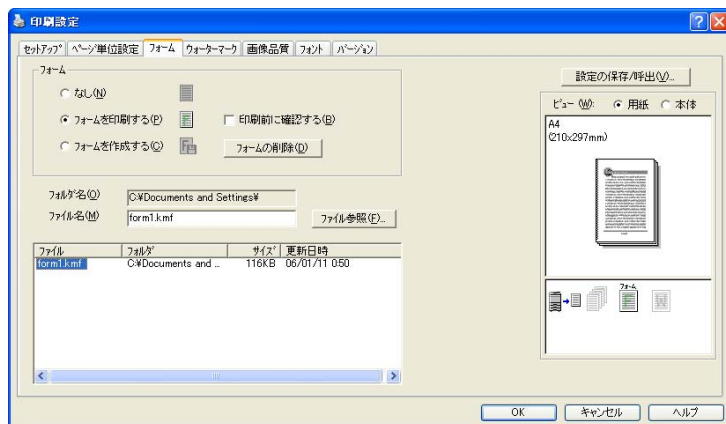 印刷設定
セットアップ ページ単位設定 フォーム ウォーターマーク 画像品質 フォント バージョン
フォーム
なし(N)
フォームを印刷する(P) 印刷前に確認する(B)
フォームを作成する(C) フォームの削除(D)
フォルダ名(O) C:¥Documents and Settings¥
ファイル名(M) form1.kmf ファイル参照(F)...
ファイル フォルダ サイズ 更新日時
form1.kmf C:¥Documents and ... 116KB 06/01/11 0:50
設定の保存/呼出(V)...
ビュー (W): 用紙 本体
A4
(210x297mm)
フォーム
OK キャンセル ヘルプ